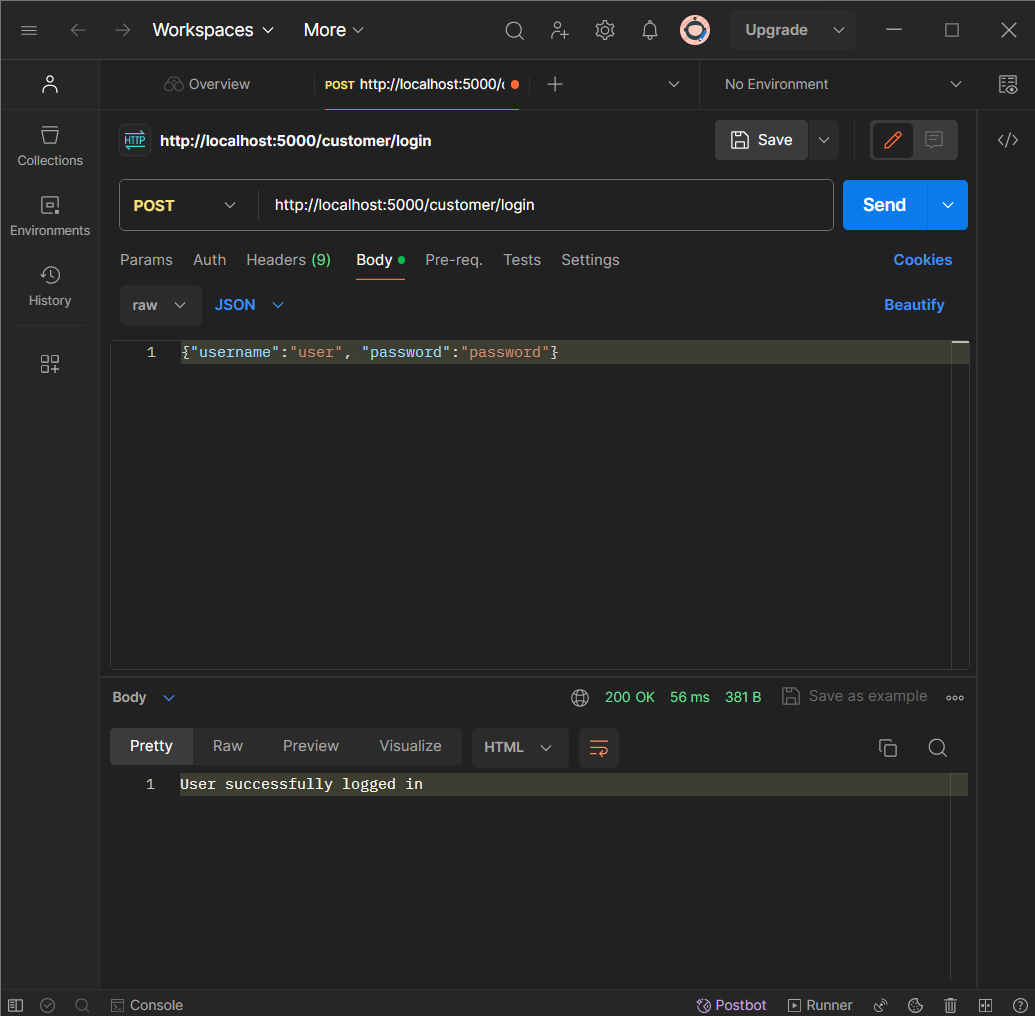 Workspaces More Upgrade
Overview POST http://localhost:5000/c No Environment
HTTP http://localhost:5000/customer/login Save
Collections
POST http://localhost:5000/customer/login Send
Environments
Params Auth Headers (9) Body Pre-req. Tests Settings Cookies
History
raw JSON Beautify
1 {"username":"user", "password":"password"}
Body 200 OK 56 ms 381 B Save as example
Pretty Raw Preview Visualize HTML
1 User successfully logged in
Console Postbot Runner